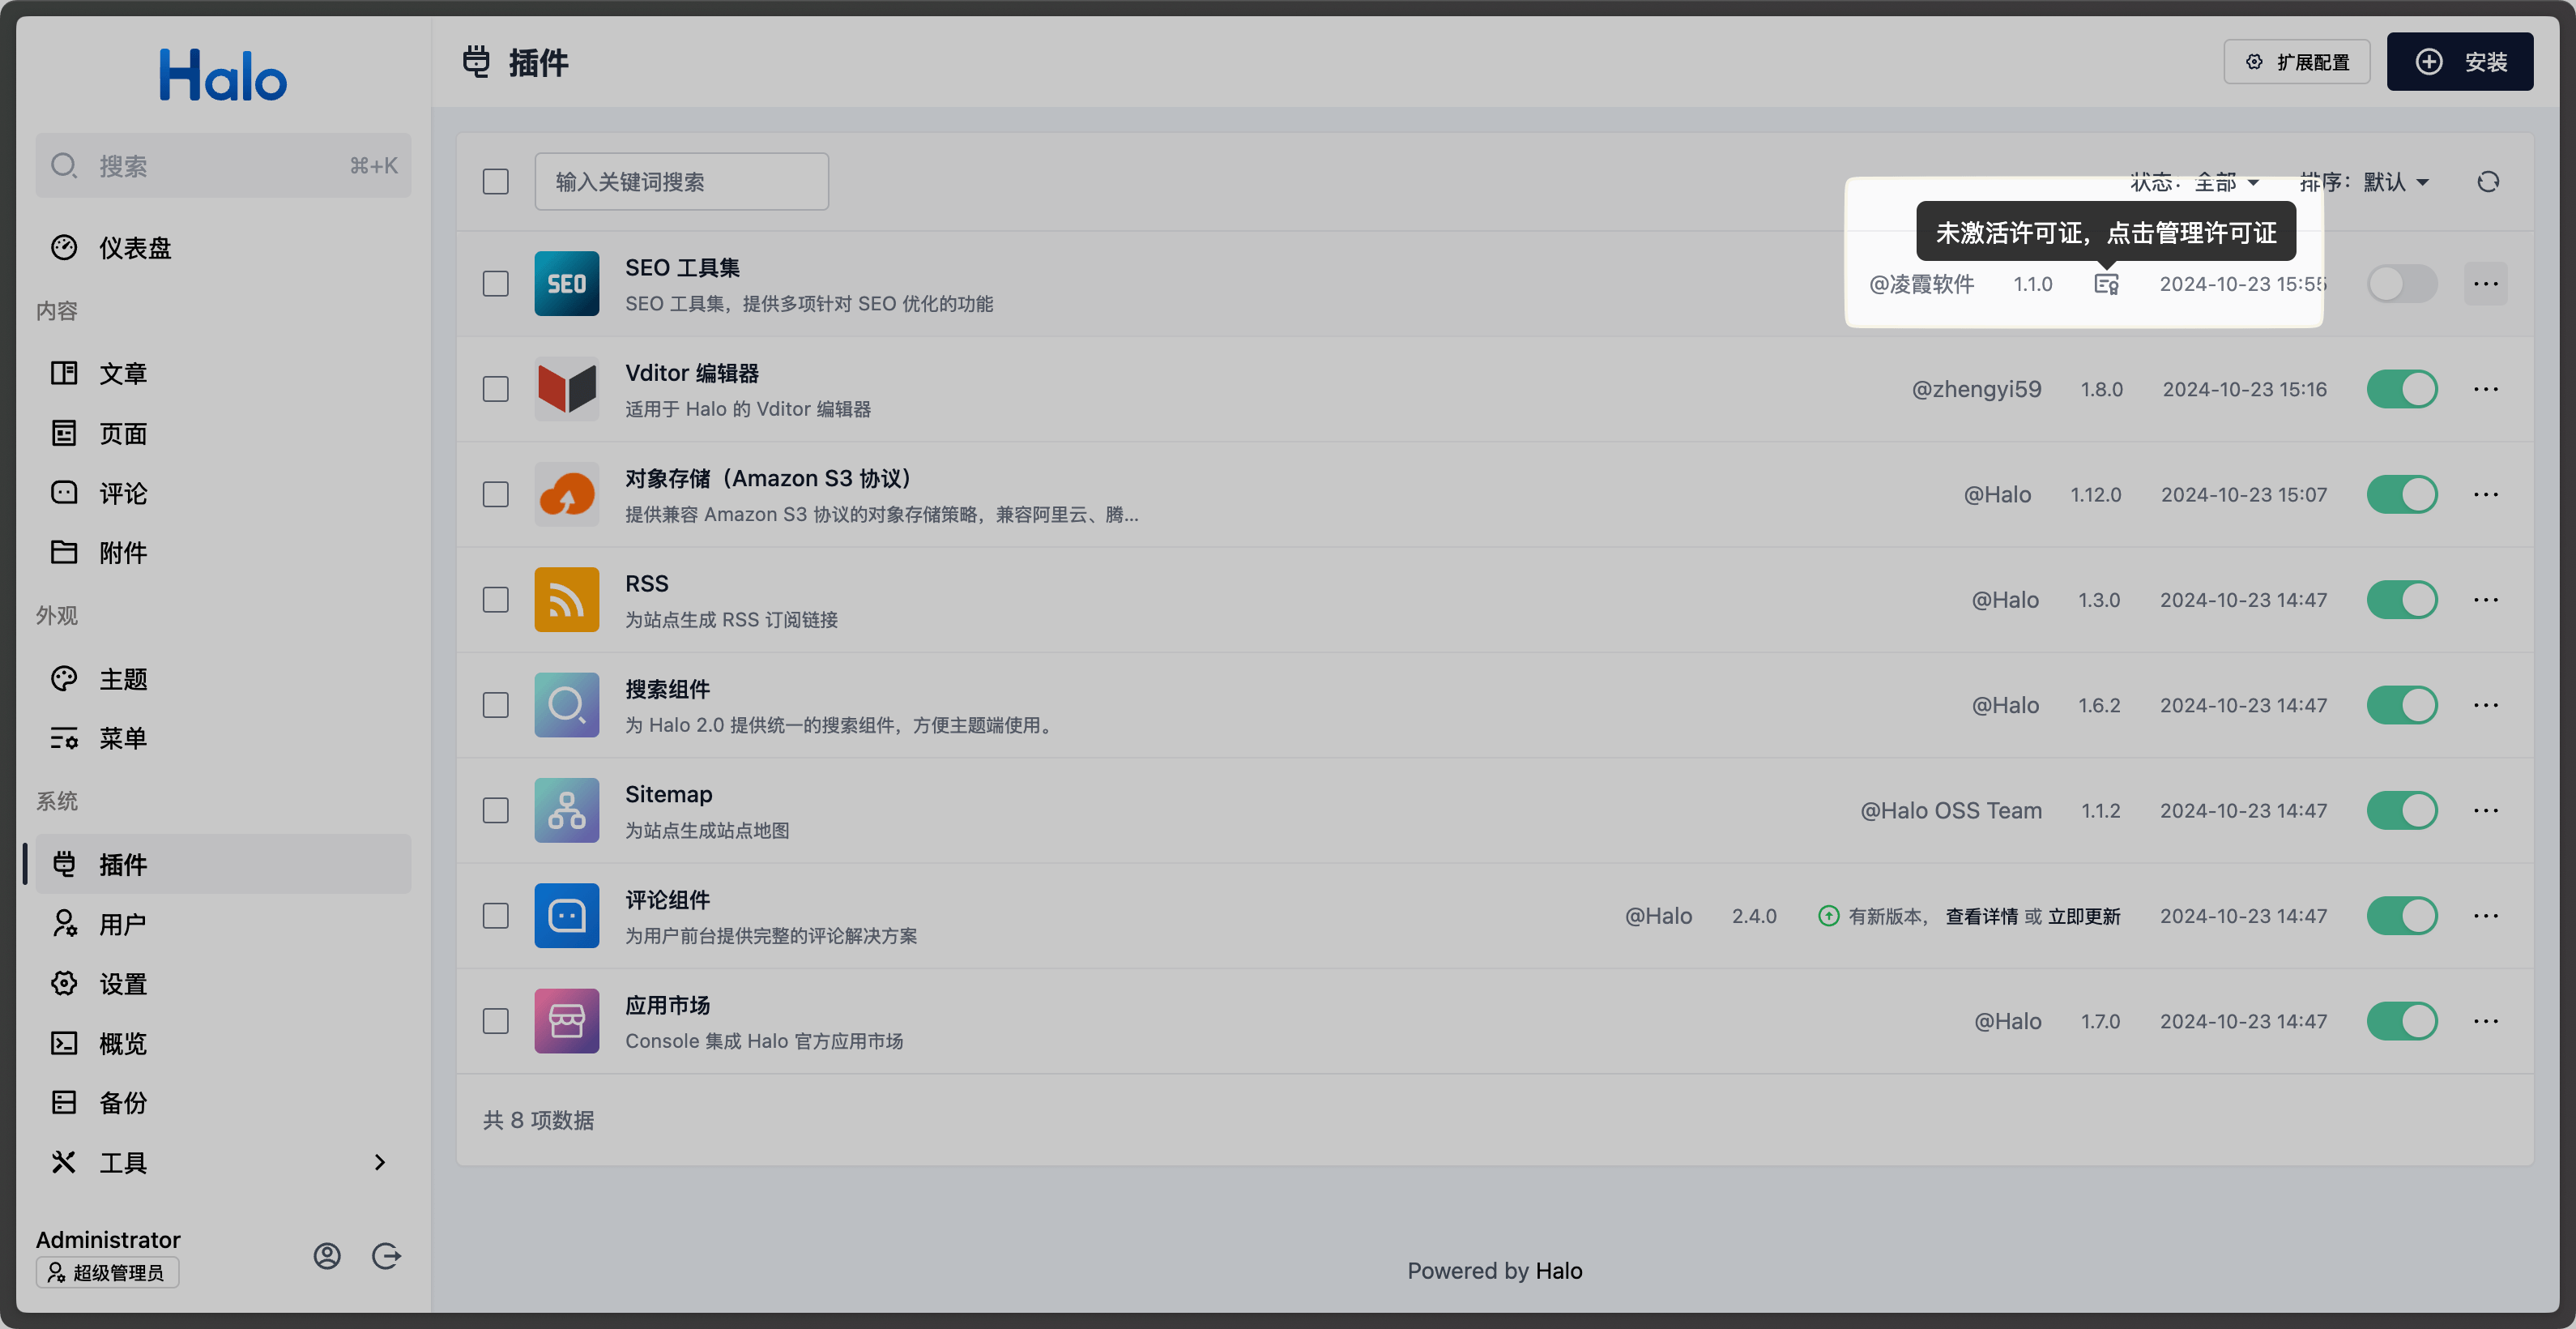 Halo
搜索 ⌘+K
仪表盘
内容
文章
页面
评论
附件
外观
主题
菜单
系统
插件
用户
设置
概览
备份
工具
Administrator
超级管理员
插件
扩展配置
安装
输入关键词搜索
状态：全部 排序：默认
未激活许可证，点击管理许可证
SEO
SEO 工具集
SEO 工具集，提供多项针对 SEO 优化的功能
@凌霞软件 1.1.0 2024-10-23 15:55
Vditor 编辑器
适用于 Halo 的 Vditor 编辑器
@zhengyi59 1.8.0 2024-10-23 15:16
对象存储（Amazon S3 协议）
提供兼容 Amazon S3 协议的对象存储策略，兼容阿里云、腾...
@Halo 1.12.0 2024-10-23 15:07
RSS
为站点生成 RSS 订阅链接
@Halo 1.3.0 2024-10-23 14:47
搜索组件
为 Halo 2.0 提供统一的搜索组件，方便主题端使用。
@Halo 1.6.2 2024-10-23 14:47
Sitemap
为站点生成站点地图
@Halo OSS Team 1.1.2 2024-10-23 14:47
评论组件
为用户前台提供完整的评论解决方案
@Halo 2.4.0 有新版本， 查看详情 或 立即更新 2024-10-23 14:47
应用市场
Console 集成 Halo 官方应用市场
@Halo 1.7.0 2024-10-23 14:47
共 8 项数据
Powered by Halo